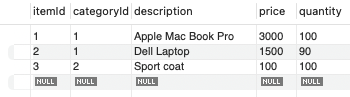 itemId categoryId description price quantity
1 1 Apple Mac Book Pro 3000 100
2 1 Dell Laptop 1500 90
3 2 Sport coat 100 100
NULL NULL NULL NULL NULL